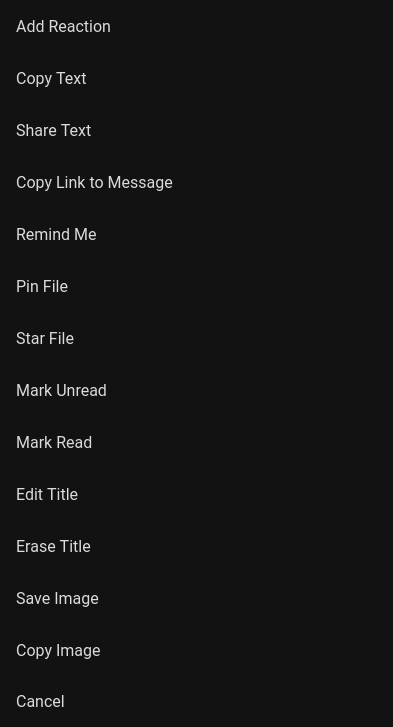 Add Reaction
Copy Text
Share Text
Copy Link to Message
Remind Me
Pin File
Star File
Mark Unread
Mark Read
Edit Title
Erase Title
Save Image
Copy Image
Cancel